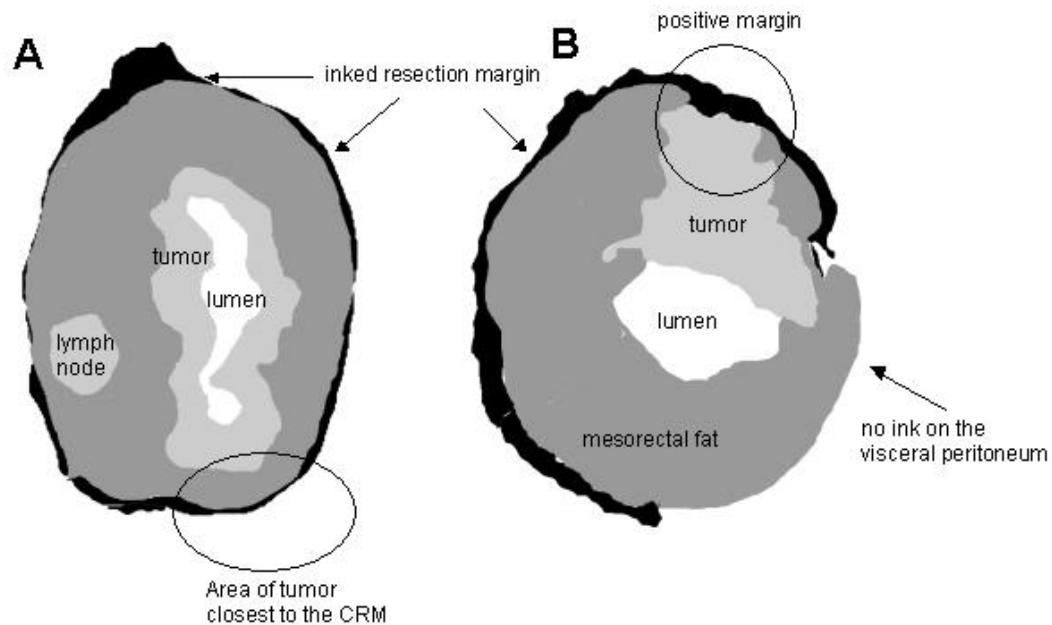 A
inked resection margin
tumor
lumen
lymph
node
Area of tumor
closest to the CRM
B
positive margin
tumor
lumen
mesorectal fat
no ink on the
visceral peritoneum